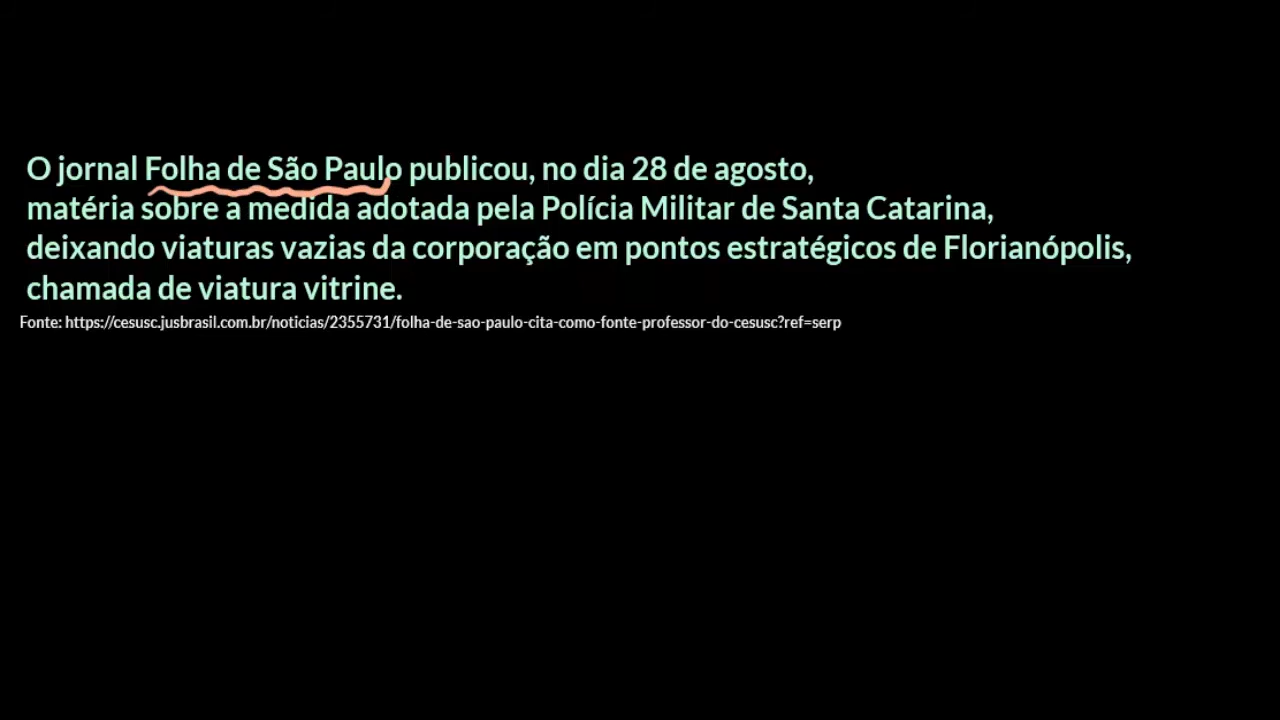 O jornal Folha de São Paulo publicou, no dia 28 de agosto,
matéria sobre a medida adotada pela Polícia Militar de Santa Catarina,
deixando viaturas vazias da corporação em pontos estratégicos de Florianópolis,
chamada de viatura vitrine.
Fonte: https://cesusc.jusbrasil.com.br/noticias/2355731/folha-de-sao-paulo-cita-como-fonte-professor-do-cesusc?ref=serp